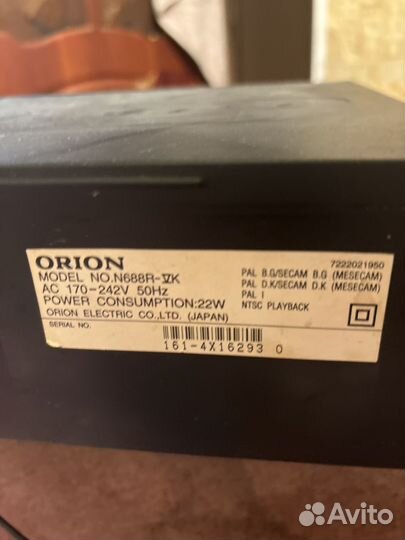 ORION
MODEL NO.N688R-VK
AC 170-242V 50Hz
POWER CONSUMPTION:22W
ORION ELECTRIC CO.,LTD. (JAPAN)
SERIAL NO.
161-4X16293 0
7222021950
PAL B.G/SECAM B.G (MESECAM)
PAL D.K/SECAM D.K (MESECAM)
PAL I
NTSC PLAYBACK
Avito